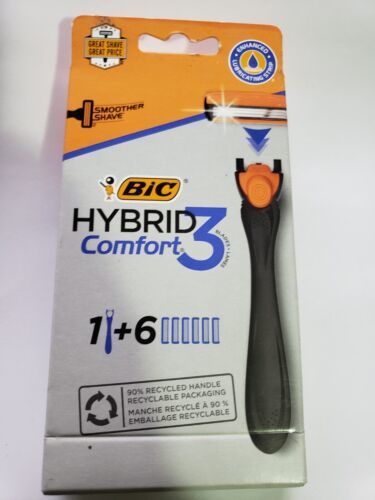 GREAT SHAVE
GREAT PRICE
ENHANCED
LUBRICATING STRIP
SMOOTHER
SHAVE
BIC
HYBRID
Comfort
3
BLADES • LAMES
1+6
90% RECYCLED HANDLE
RECYCLABLE PACKAGING
MANCHE RECYCLÉ À 90 %
EMBALLAGE RECYCLABLE